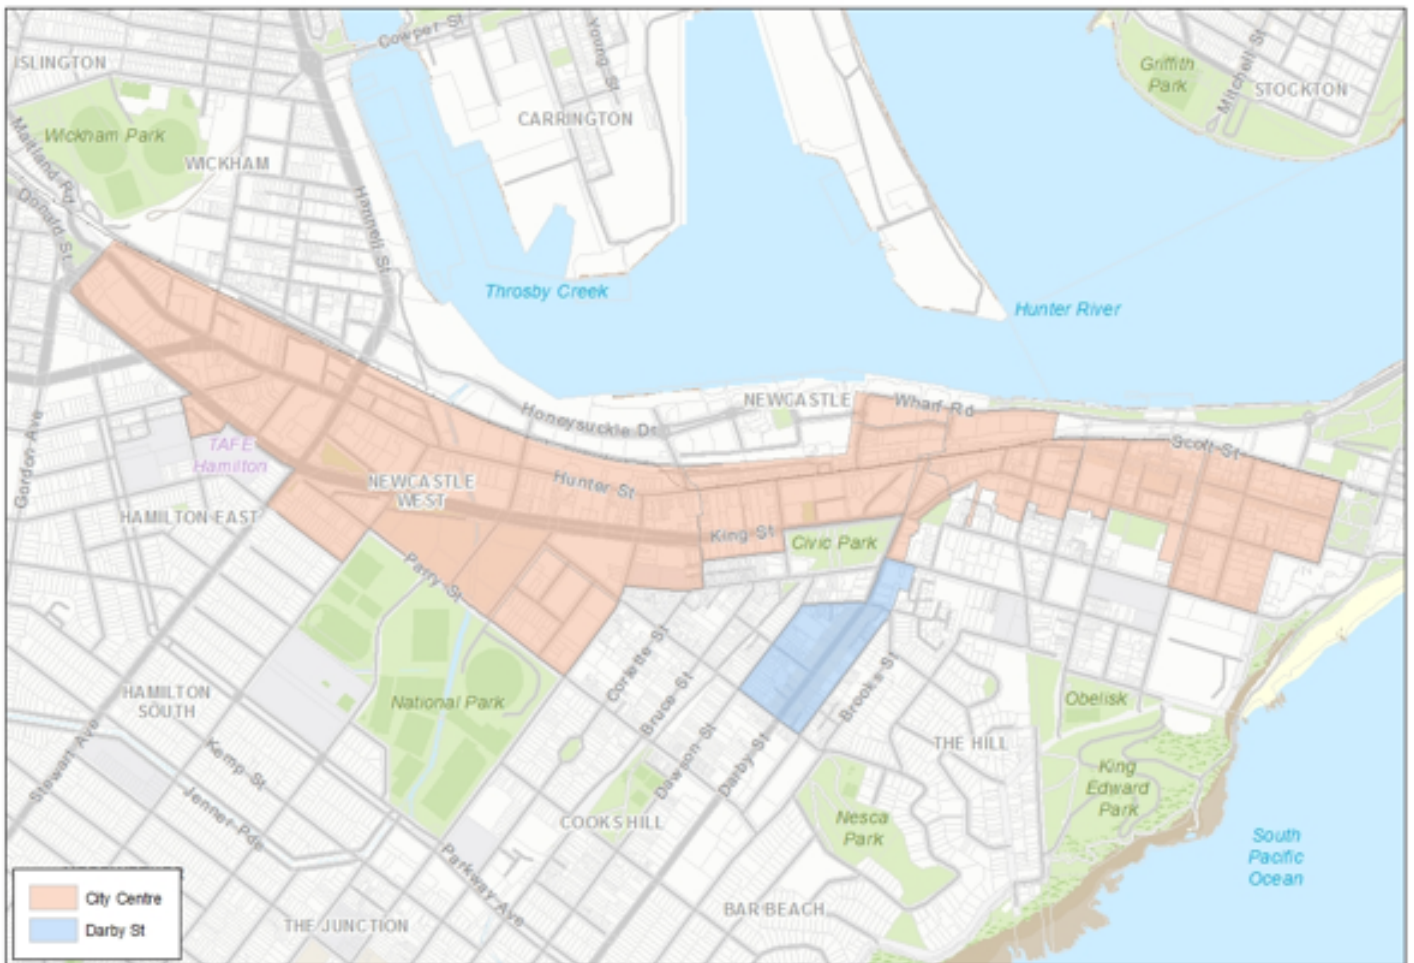 Cowper St
Young St
ISLINGTON
Griffith
Park
Mitchell St
STOCKTON
CARRINGTON
Wickham Park
Maitland Rd
WICKHAM
Donald St
Hannell St
Throsby Creek
Hunter River
NEWCASTLE
Wharf Rd
Honeysuckle Dr
Scott St
Gordon Ave
TAFE
Hamilton
NEWCASTLE
WEST
Hunter St
HAMILTON EAST
King St
Civic Park
Parry St
Corlette St
Bruce St
Brooks St
HAMILTON
SOUTH
National Park
Obelisk
Dawson St
Darby St
THE HILL
Stewart Ave
Kemp St
King
Edward
Park
Jenner Pde
COOKS HILL
Nesca
Park
South
Pacific
Ocean
Parkway Ave
City Centre
Darby St
THE JUNCTION
BAR BEACH